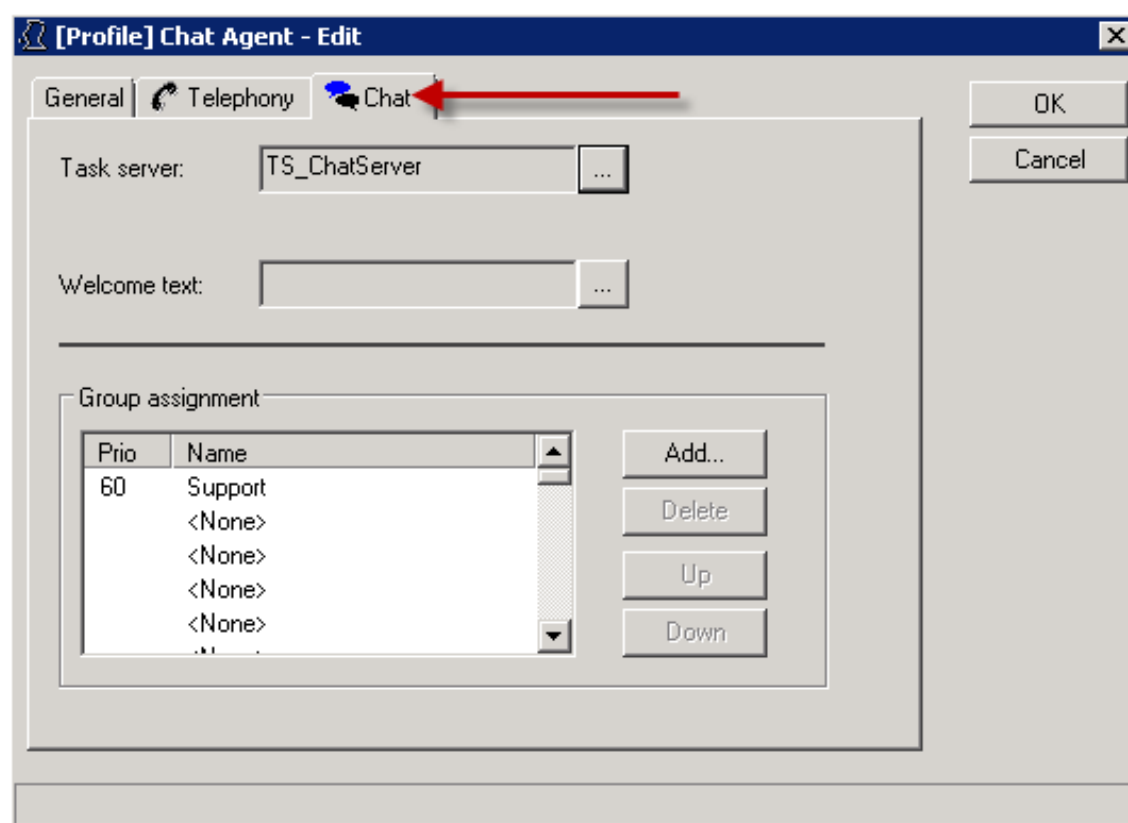 [Profile] Chat Agent - Edit
General Telephony Chat
OK
Cancel
Task server: TS_ChatServer ...
Welcome text: ...
Group assignment
Prio Name
60 Support
<None>
<None>
<None>
<None>
Add...
Delete
Up
Down